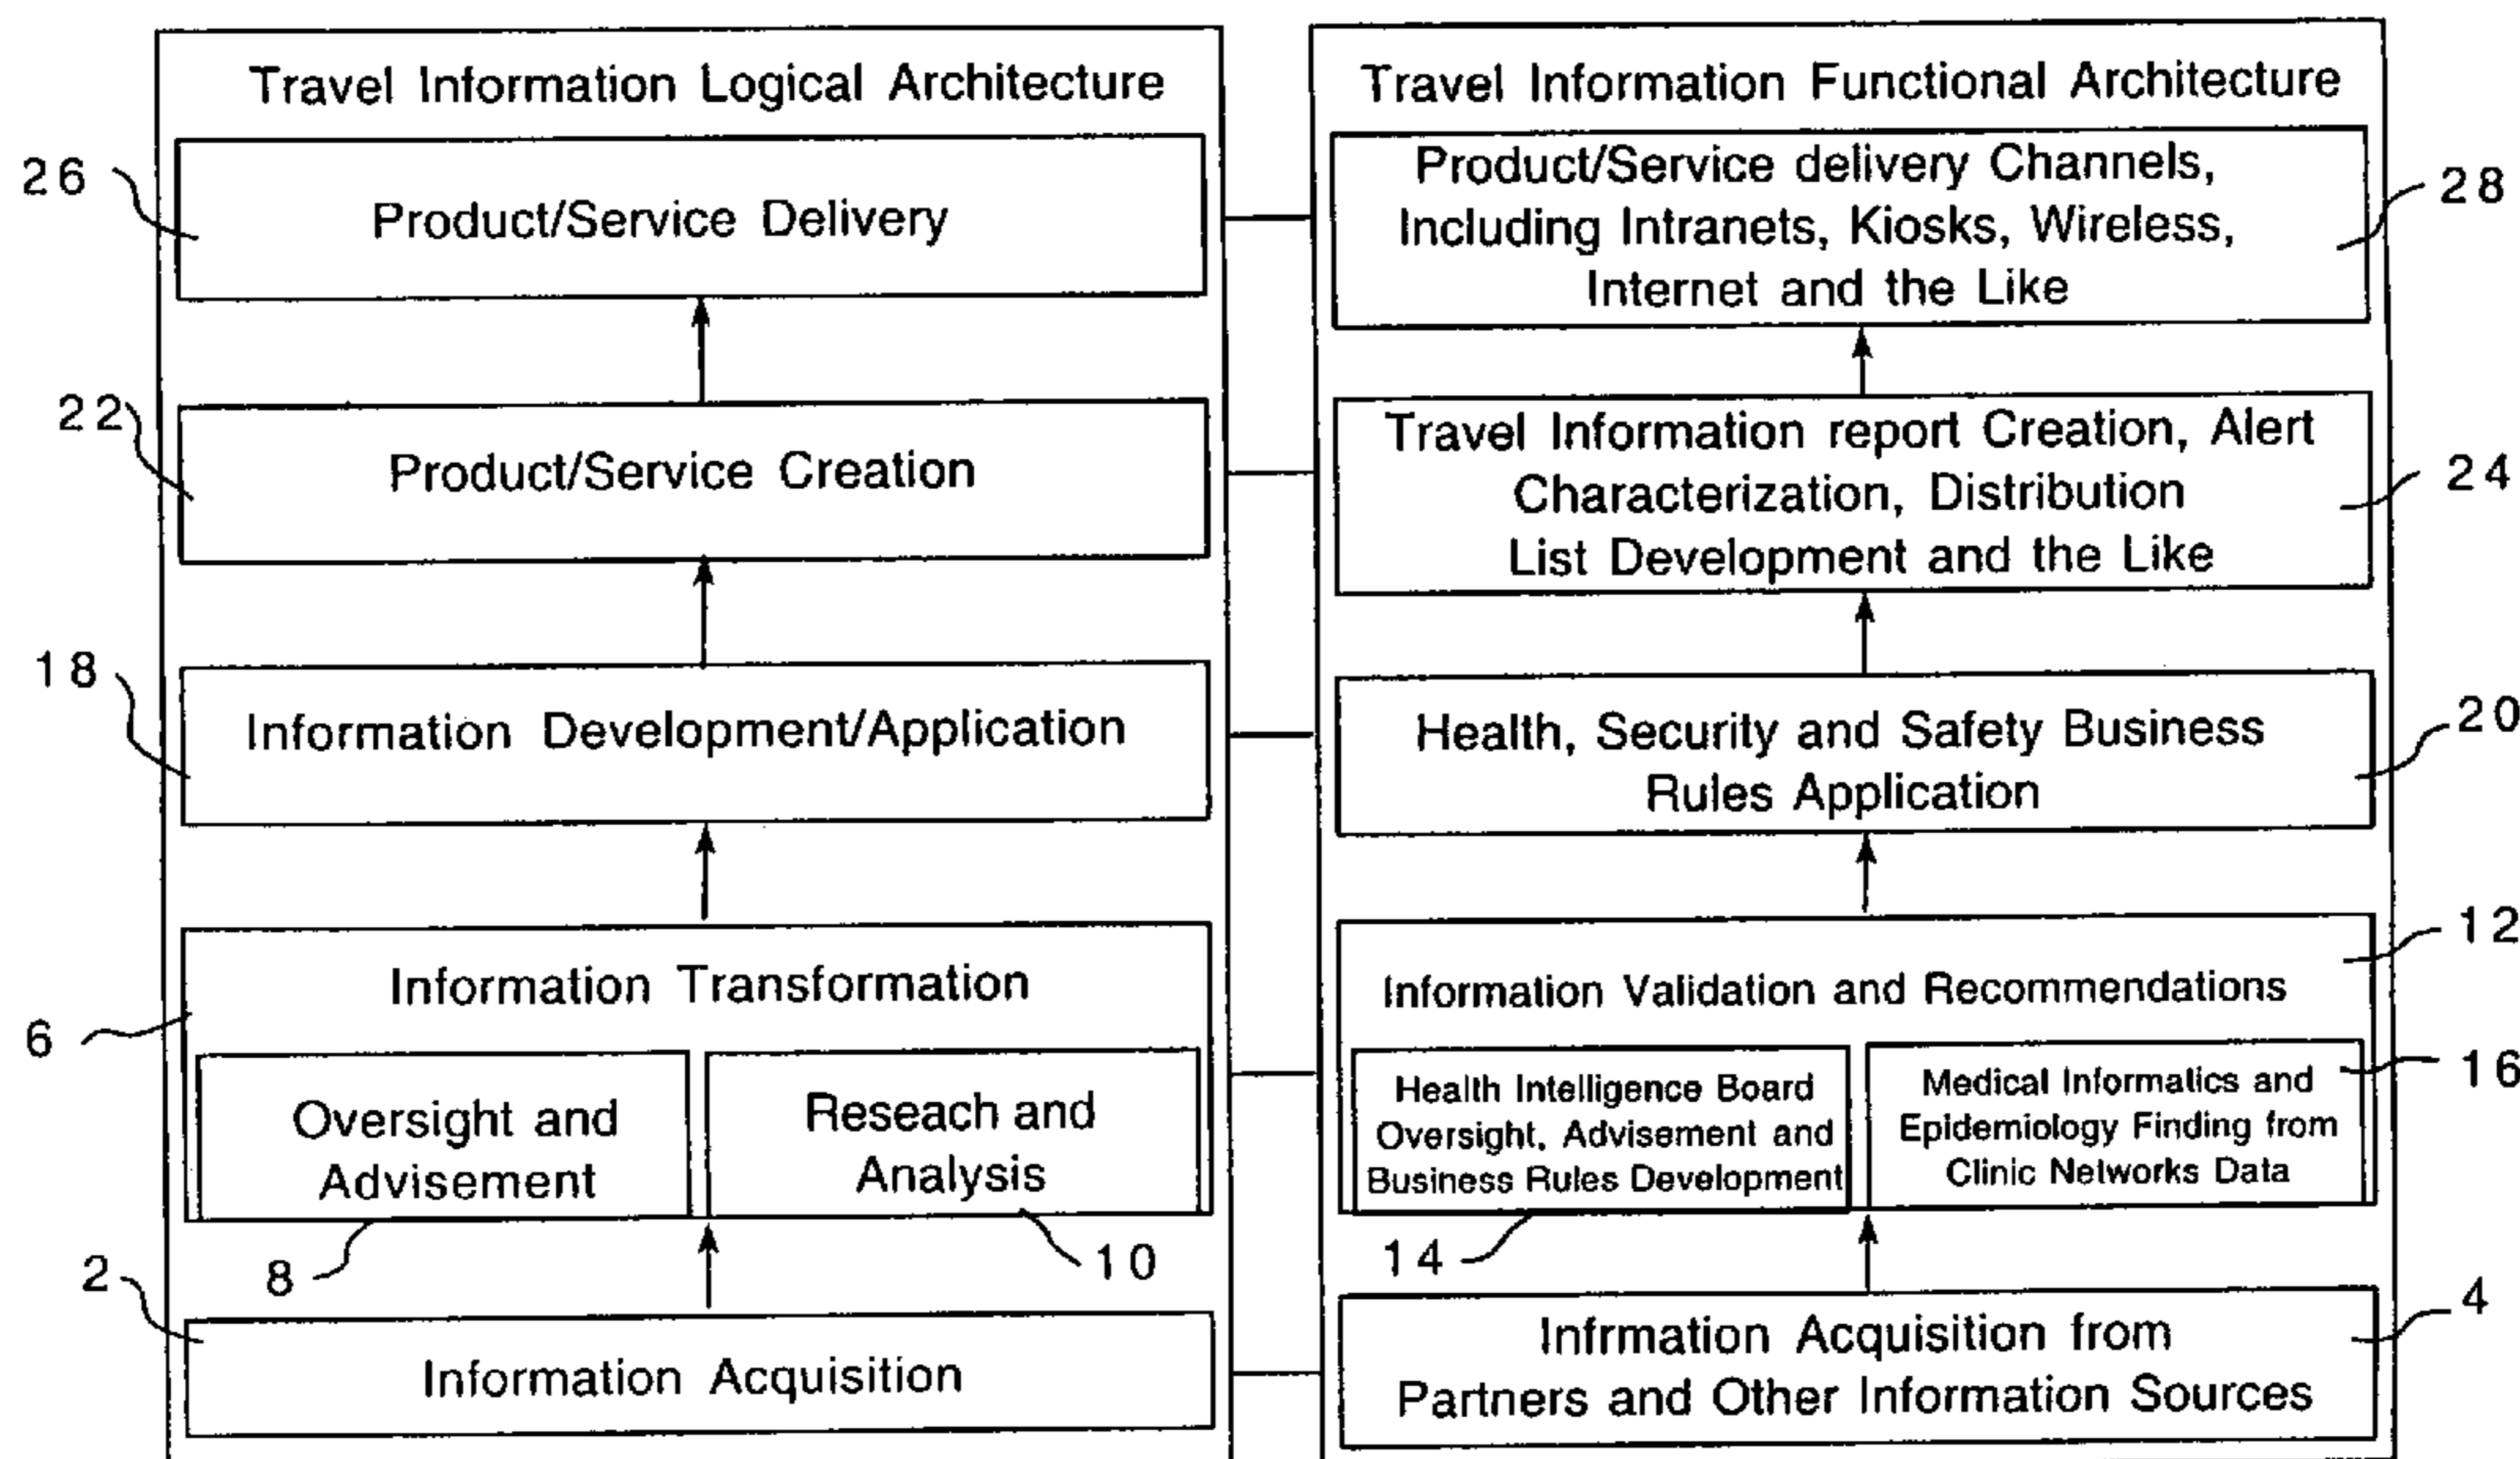 Travel Information Logical Architecture
26
Product/Service Delivery
22
Product/Service Creation
18
Information Development/Application
Information Transformation
6
Oversight and
Advisement
Reseach and
Analysis
8
10
2
Information Acquisition
Travel Information Functional Architecture
Product/Service delivery Channels,
Including Intranets, Kiosks, Wireless,
Internet and the Like
28
Travel Information report Creation, Alert
Characterization, Distribution
List Development and the Like
24
Health, Security and Safety Business
Rules Application
20
12
Information Validation and Recommendations
Health Intelligence Board
Oversight, Advisement and
Business Rules Development
Medical Informatics and
Epidemiology Finding from
Clinic Networks Data
16
14
Infrmation Acquisition from
Partners and Other Information Sources
4